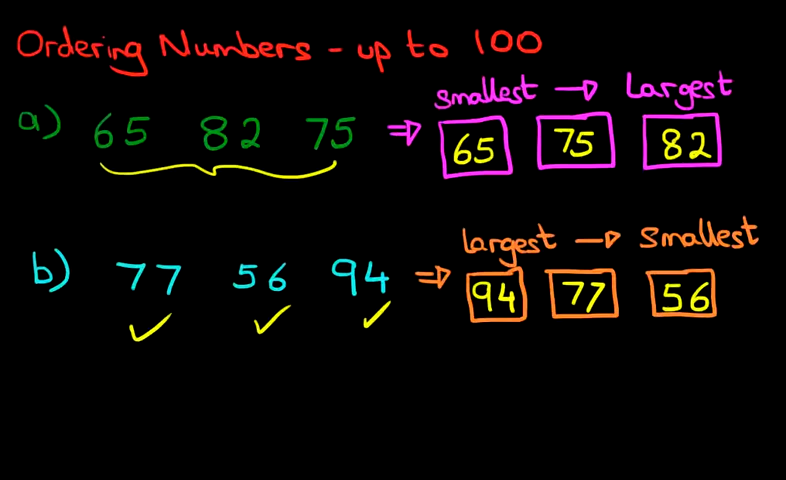 Ordering Numbers - up to 100
smallest → Largest
a) 65 82 75 ⇒ 65 75 82
largest → smallest
b) 77 56 94 ⇒ 94 77 56